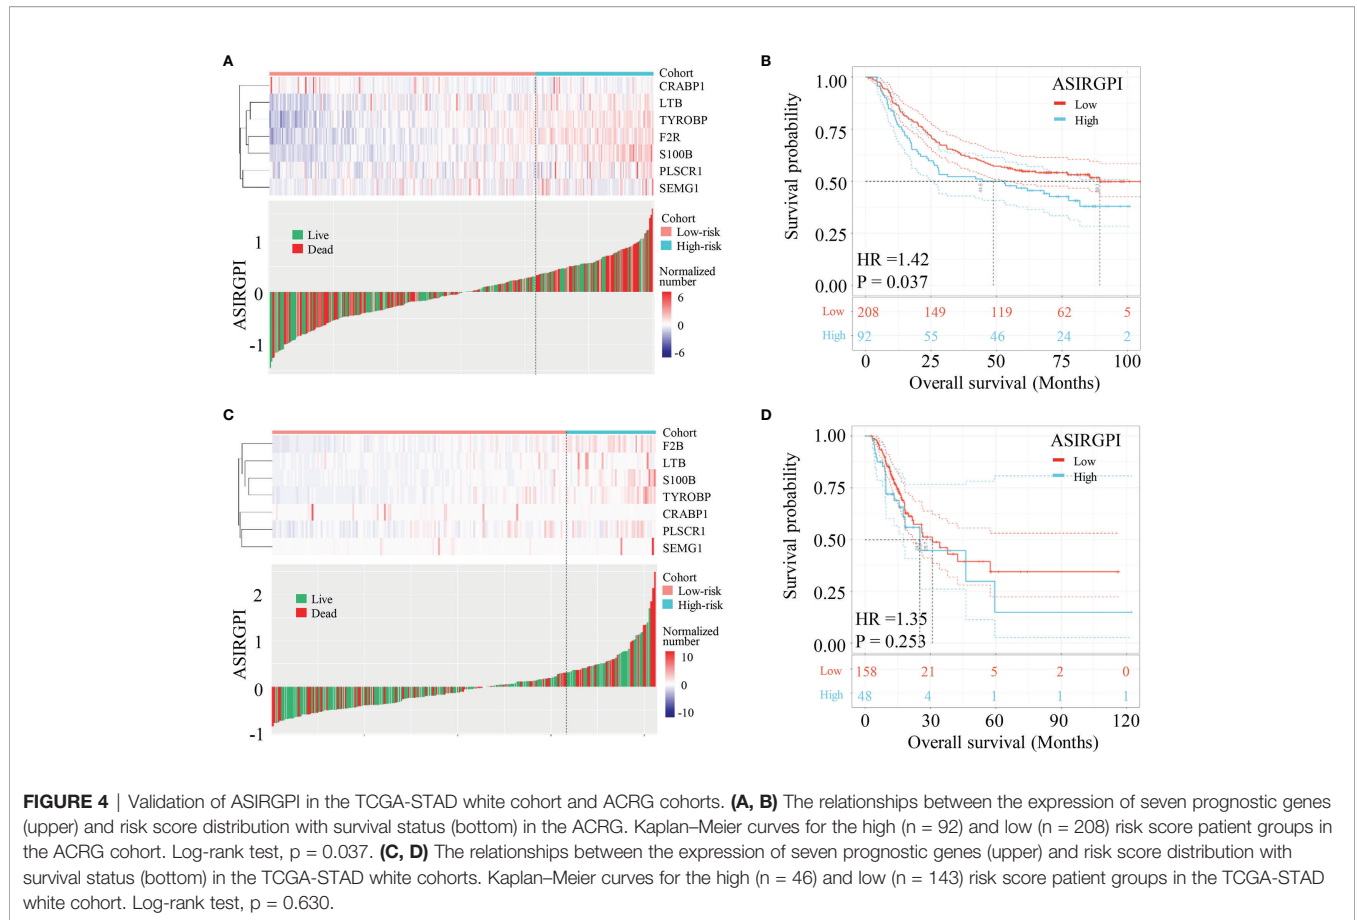 A
Cohort
CRABP1
LTB
TYROBP
F2R
S100B
PLSCR1
SEMG1
Cohort
Low-risk
High-risk
Normalized
number
6
0
-6
Live
Dead
ASIRGPI
1
0
-1
B
ASIRGPI
Low
High
Survival probability
1.00
0.75
0.50
0.25
0.00
HR =1.42
P = 0.037
Low 208 149 119 62 5
High 92 55 46 24 2
0 25 50 75 100
Overall survival (Months)
C
Cohort
F2B
LTB
S100B
TYROBP
CRABP1
PLSCR1
SEMG1
Cohort
Low-risk
High-risk
Normalized
number
10
0
-10
Live
Dead
ASIRGPI
2
1
0
-1
D
ASIRGPI
Low
High
Survival probability
1.00
0.75
0.50
0.25
0.00
HR =1.35
P = 0.253
Low 158 21 5 2 0
High 48 4 1 1 1
0 30 60 90 120
Overall survival (Months)
FIGURE 4 | Validation of ASIRGPI in the TCGA-STAD white cohort and ACRG cohorts. (A, B) The relationships between the expression of seven prognostic genes
(upper) and risk score distribution with survival status (bottom) in the ACRG. Kaplan–Meier curves for the high (n = 92) and low (n = 208) risk score patient groups in
the ACRG cohort. Log-rank test, p = 0.037. (C, D) The relationships between the expression of seven prognostic genes (upper) and risk score distribution with
survival status (bottom) in the TCGA-STAD white cohorts. Kaplan–Meier curves for the high (n = 46) and low (n = 143) risk score patient groups in the TCGA-STAD
white cohort. Log-rank test, p = 0.630.